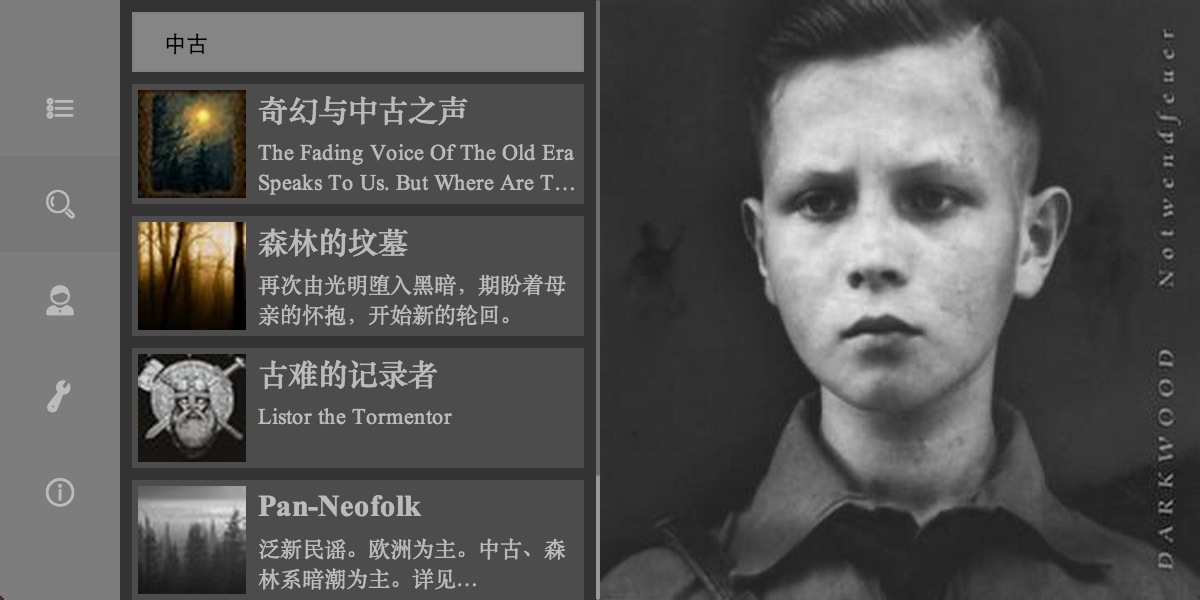 中古
奇幻与中古之声
The Fading Voice Of The Old Era
Speaks To Us. But Where Are T…
森林的坟墓
再次由光明堕入黑暗，期盼着母
亲的怀抱，开始新的轮回。
古难的记录者
Listor the Tormentor
Pan-Neofolk
泛新民谣。欧洲为主。中古、森
林系暗潮为主。详见…
DARKWOOD Notwendfeuer